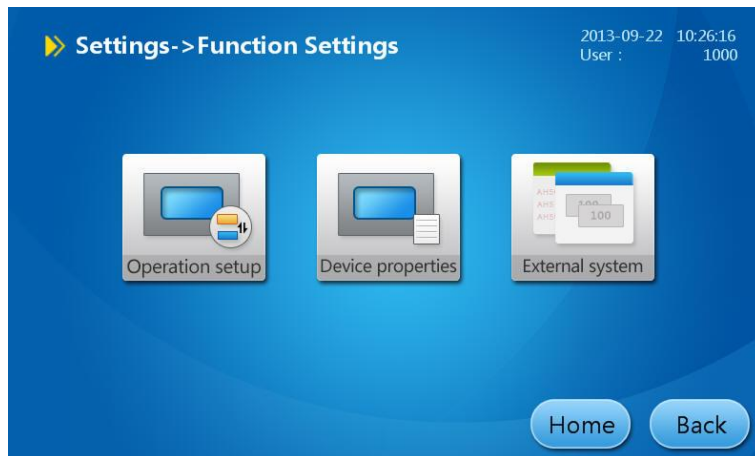 Settings->Function Settings
2013-09-22 10:26:16
User : 1000
100
100
Operation setup
Device properties
External system
Home
Back